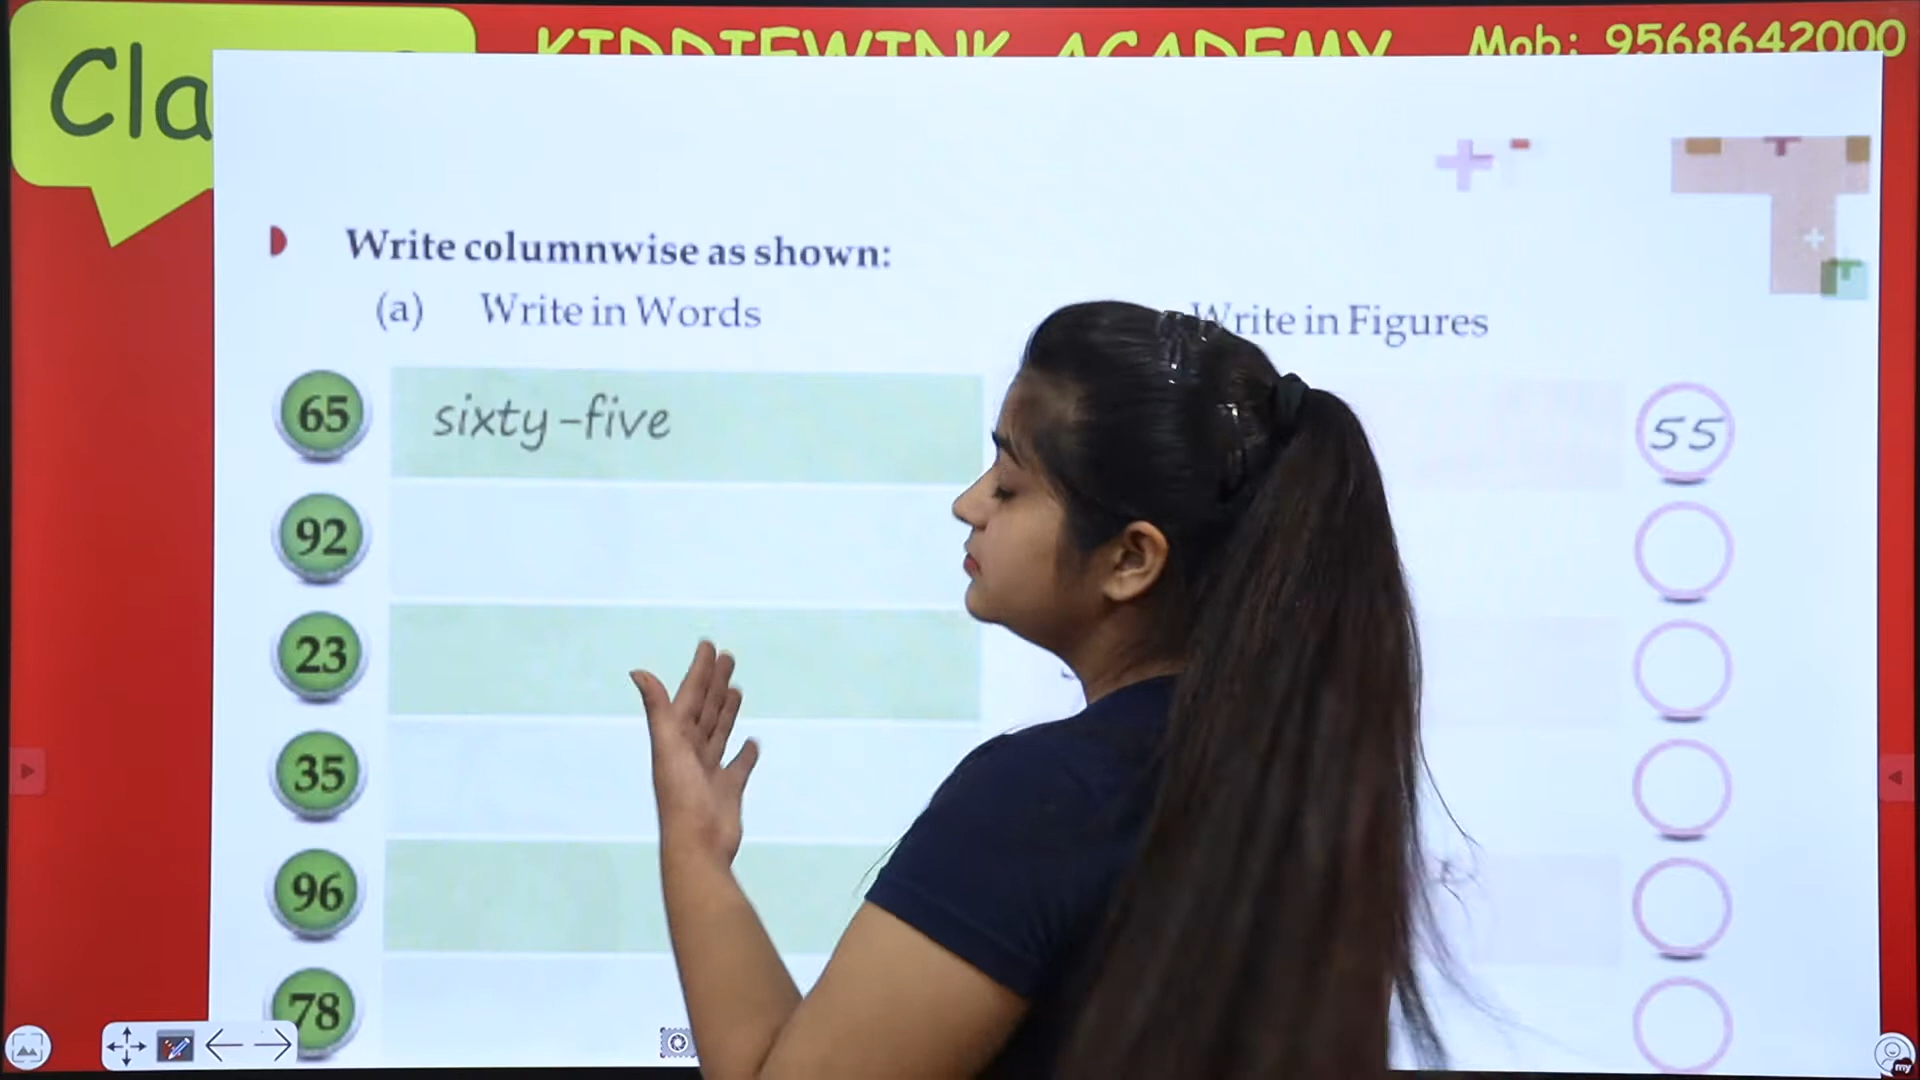 KIDDIEWINK ACADEMY Mob: 9568642000
Write columnwise as shown:
(a) Write in Words
Write in Figures
65 sixty-five 55
92
23
35
96
78
my